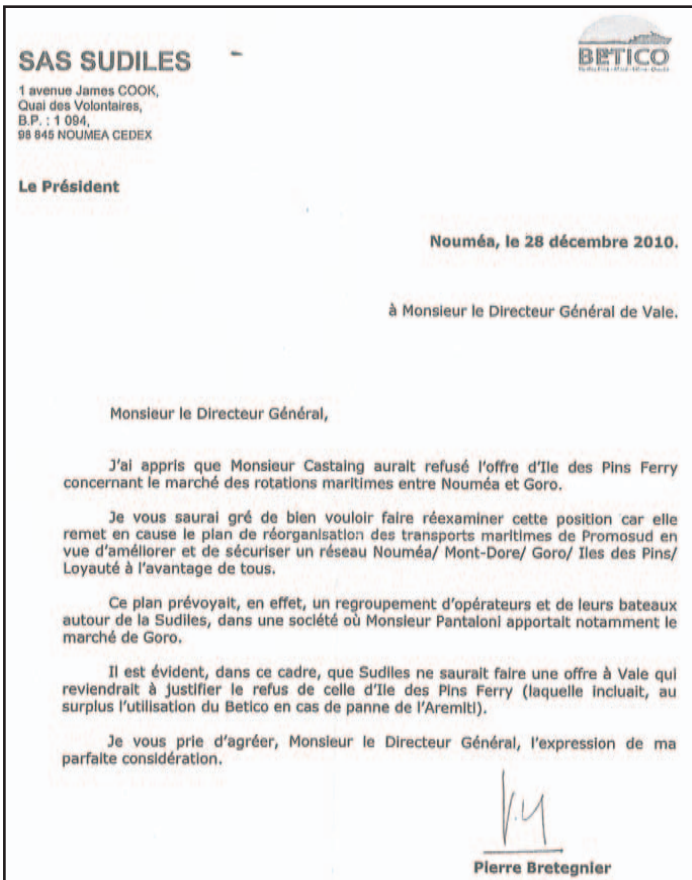 BETICO
SAS SUDILES
1 avenue James COOK,
Quai des Volontaires,
B.P. : 1 094,
98 845 NOUMEA CEDEX
Le Président
Nouméa, le 28 décembre 2010.
à Monsieur le Directeur Général de Vale.
Monsieur le Directeur Général,
J'ai appris que Monsieur Castaing aurait refusé l'offre d'Ile des Pins Ferry
concernant le marché des rotations maritimes entre Nouméa et Goro.
Je vous saurai gré de bien vouloir faire réexaminer cette position car elle
remet en cause le plan de réorganisation des transports maritimes de Promosud en
vue d'améliorer et de sécuriser un réseau Nouméa/ Mont-Dore/ Goro/ Iles des Pins/
Loyauté à l'avantage de tous.
Ce plan prévoyait, en effet, un regroupement d'opérateurs et de leurs bateaux
autour de la Sudiles, dans une société où Monsieur Pantaloni apportait notamment le
marché de Goro.
Il est évident, dans ce cadre, que Sudiles ne saurait faire une offre à Vale qui
reviendrait à justifier le refus de celle d'Ile des Pins Ferry (laquelle incluait, au
surplus l'utilisation du Betico en cas de panne de l'Aremiti).
Je vous prie d'agréer, Monsieur le Directeur Général, l'expression de ma
parfaite considération.
Pierre Bretegnier